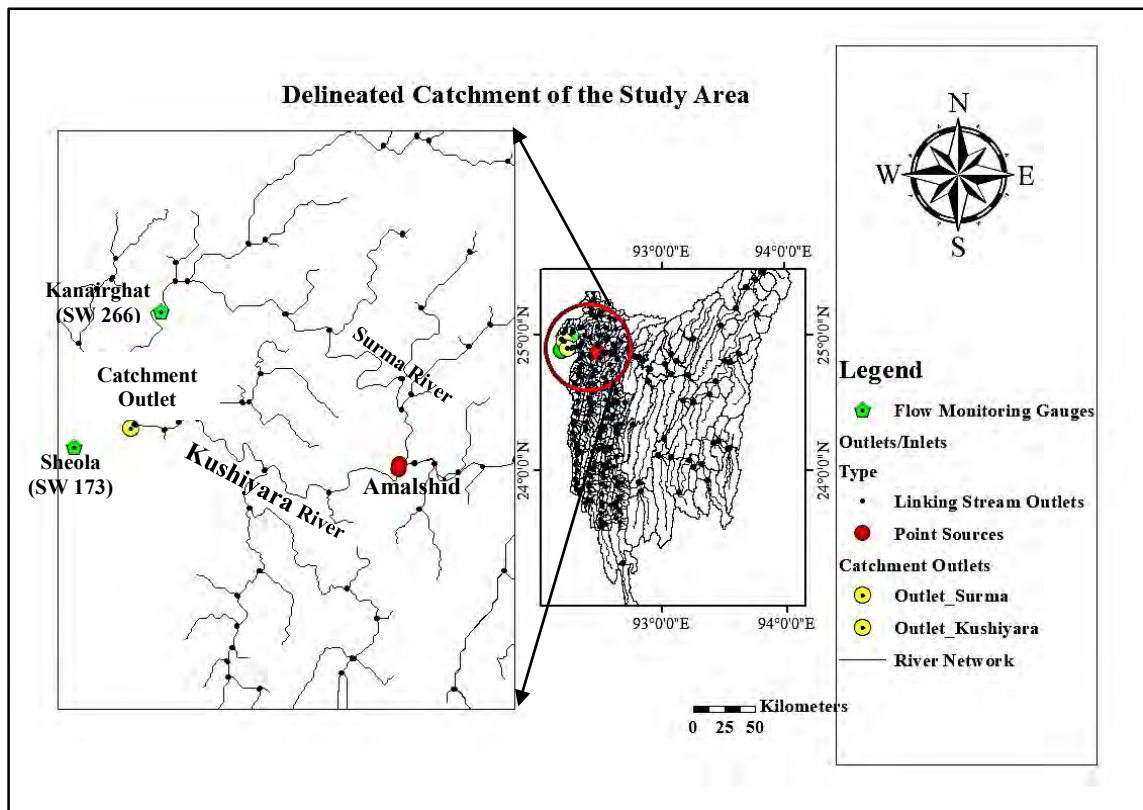 Delineated Catchment of the Study Area
Kanairghat
(SW 266)
Surma River
Catchment
Outlet
Sheola
(SW 173)
Kushiyara River
Amalshid
93°0'0"E
94°0'0"E
25°0'0"N
24°0'0"N
25°0'0"N
24°0'0"N
93°0'0"E
94°0'0"E
Kilometers
0 25 50
N
W
E
S
Legend
Flow Monitoring Gauges
Outlets/Inlets
Type
Linking Stream Outlets
Point Sources
Catchment Outlets
Outlet_Surma
Outlet_Kushiyara
River Network